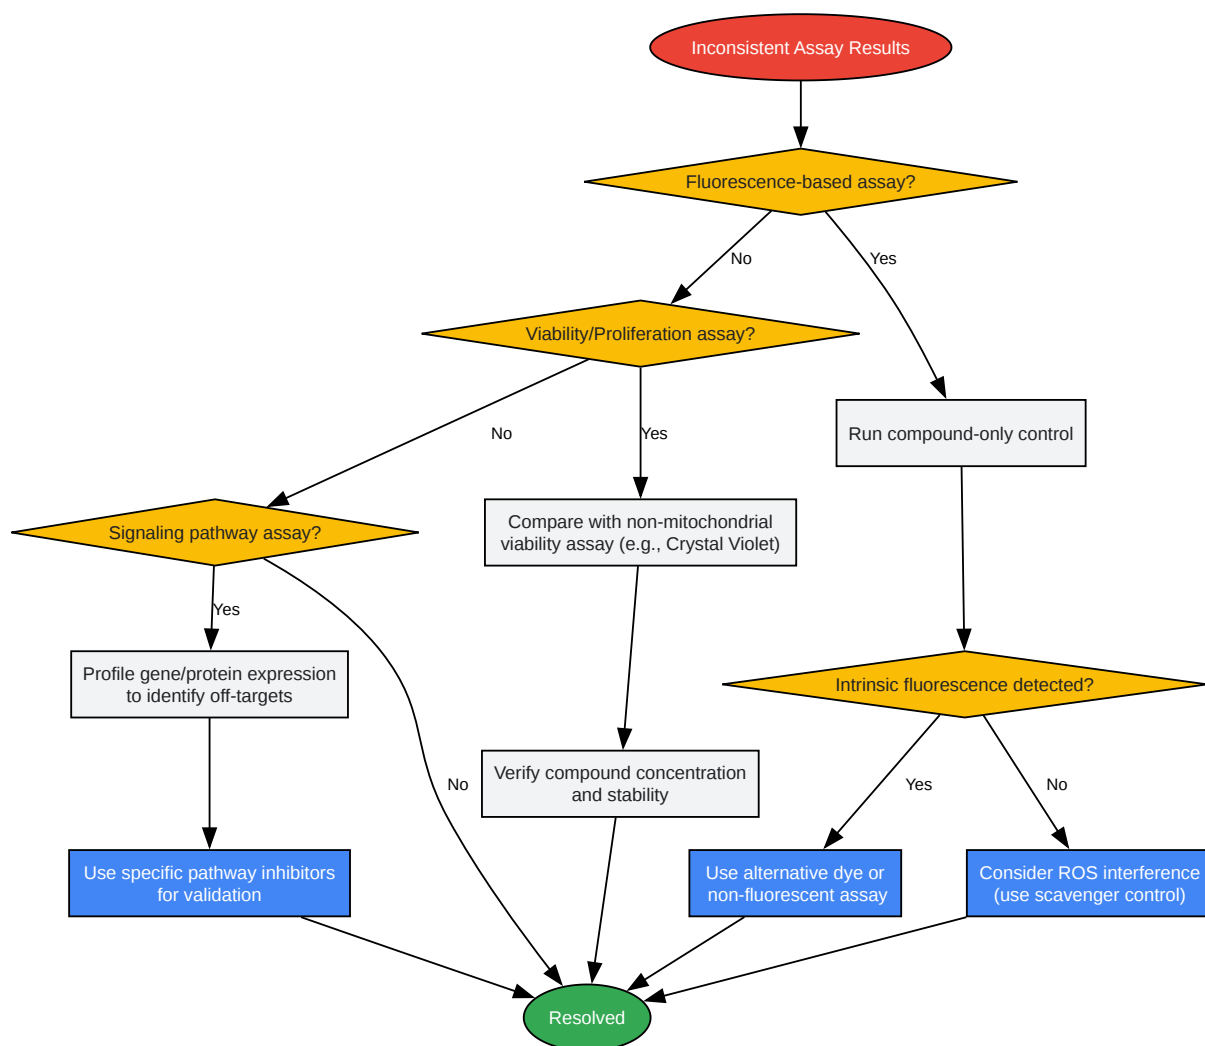 Inconsistent Assay Results
Fluorescence-based assay?
No
Yes
Viability/Proliferation assay?
Run compound-only control
No
Yes
Signaling pathway assay?
Compare with non-mitochondrial
viability assay (e.g., Crystal Violet)
Yes
Profile gene/protein expression
to identify off-targets
Intrinsic fluorescence detected?
No
Verify compound concentration
and stability
Yes
No
Use specific pathway inhibitors
for validation
Use alternative dye or
non-fluorescent assay
Consider ROS interference
(use scavenger control)
Resolved